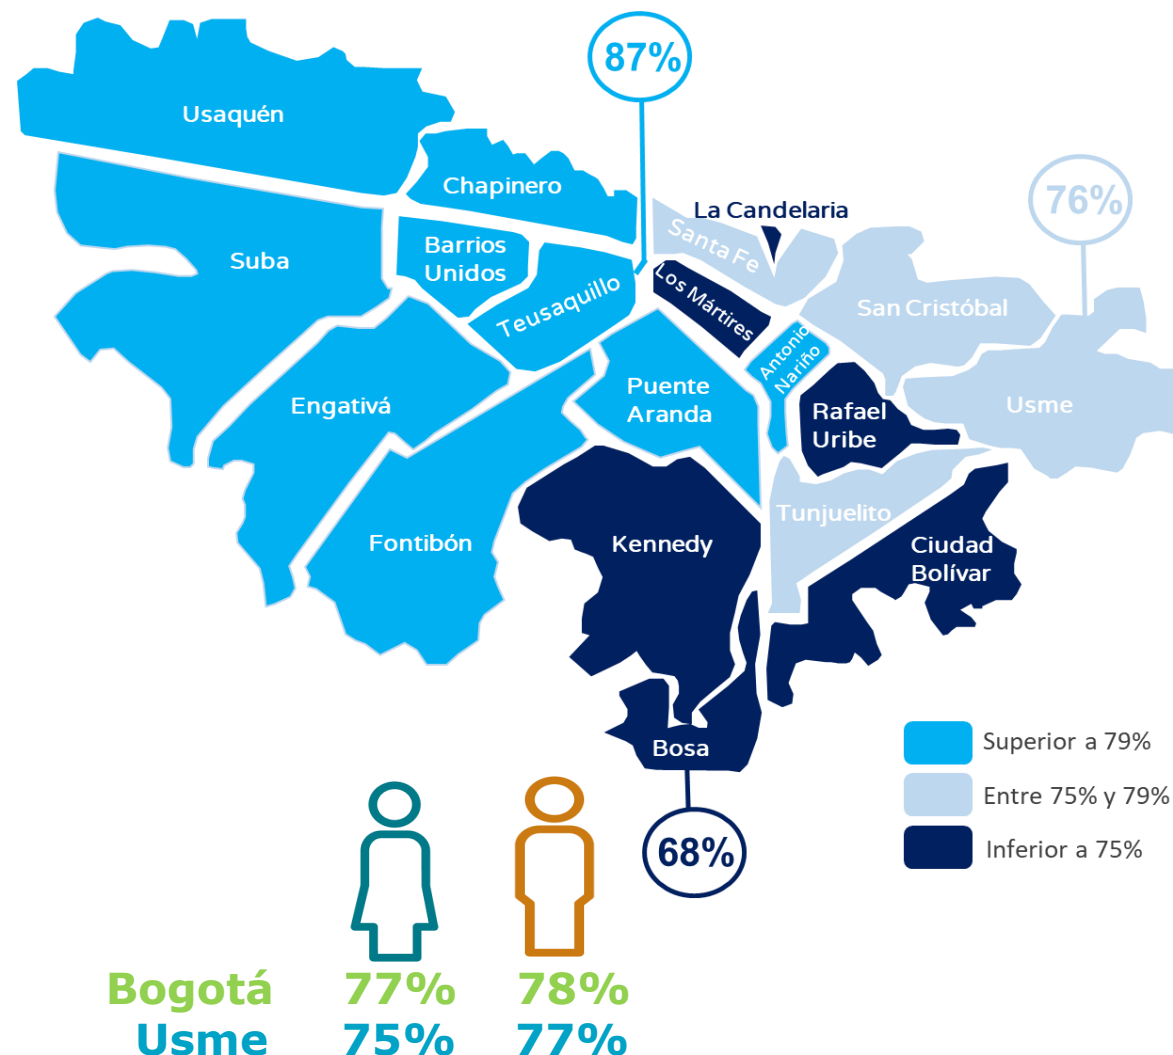 87%
Usaquén
Chapinero
76%
La Candelaria
Santa Fe
Barrios
Unidos
Suba
Teusaquillo
Los Mártires
San Cristóbal
Antonio
Nariño
Puente
Aranda
Engativá
Rafael
Uribe
Usme
Tunjuelito
Fontibón
Kennedy
Ciudad
Bolívar
Bosa
68%
Superior a 79%
Entre 75% y 79%
Inferior a 75%
Bogotá 77% 78%
Usme 75% 77%